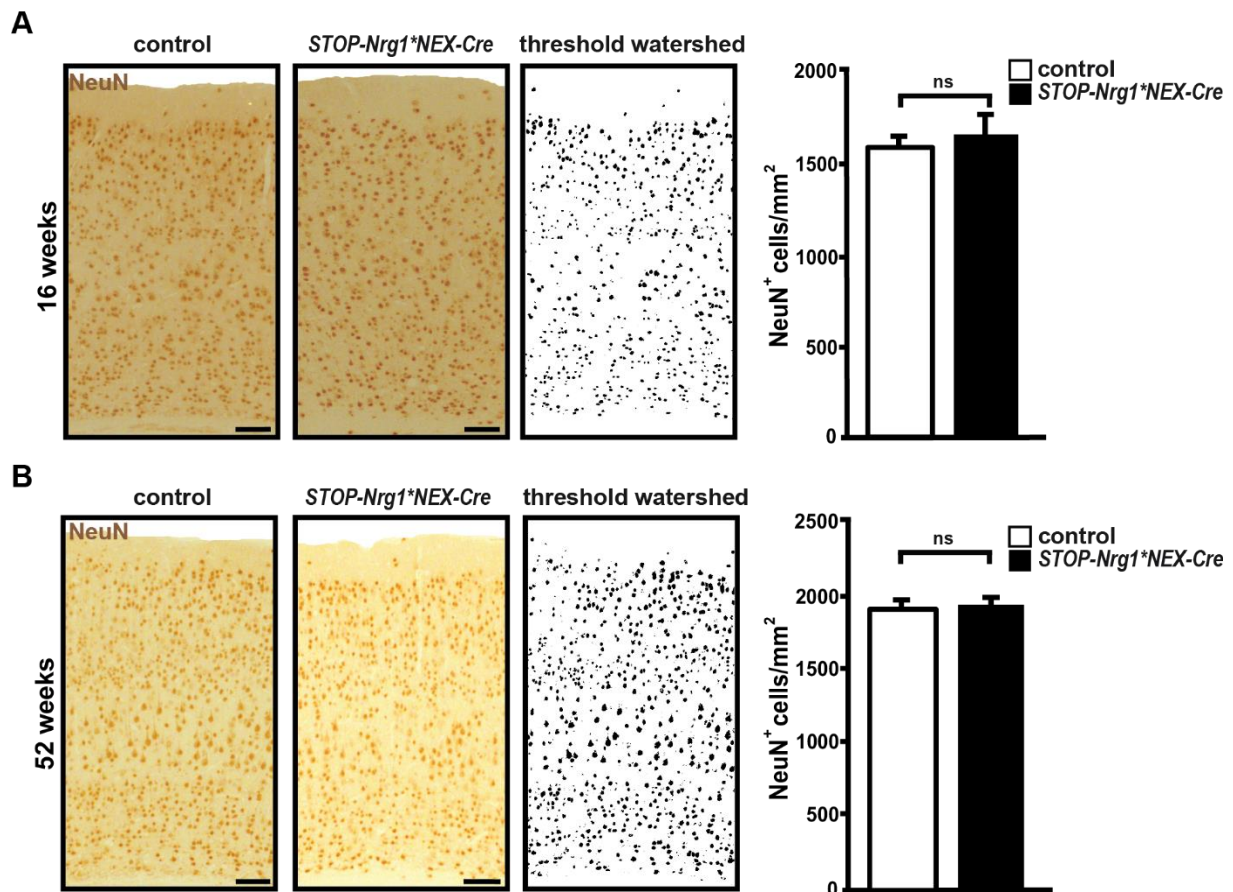 A
control
STOP-Nrg1*NEX-Cre
threshold watershed
NeuN
16 weeks
NeuN+ cells/mm²
2000
1500
1000
500
0
ns
control
STOP-Nrg1*NEX-Cre
B
control
STOP-Nrg1*NEX-Cre
threshold watershed
NeuN
52 weeks
NeuN+ cells/mm²
2500
2000
1500
1000
500
0
ns
control
STOP-Nrg1*NEX-Cre